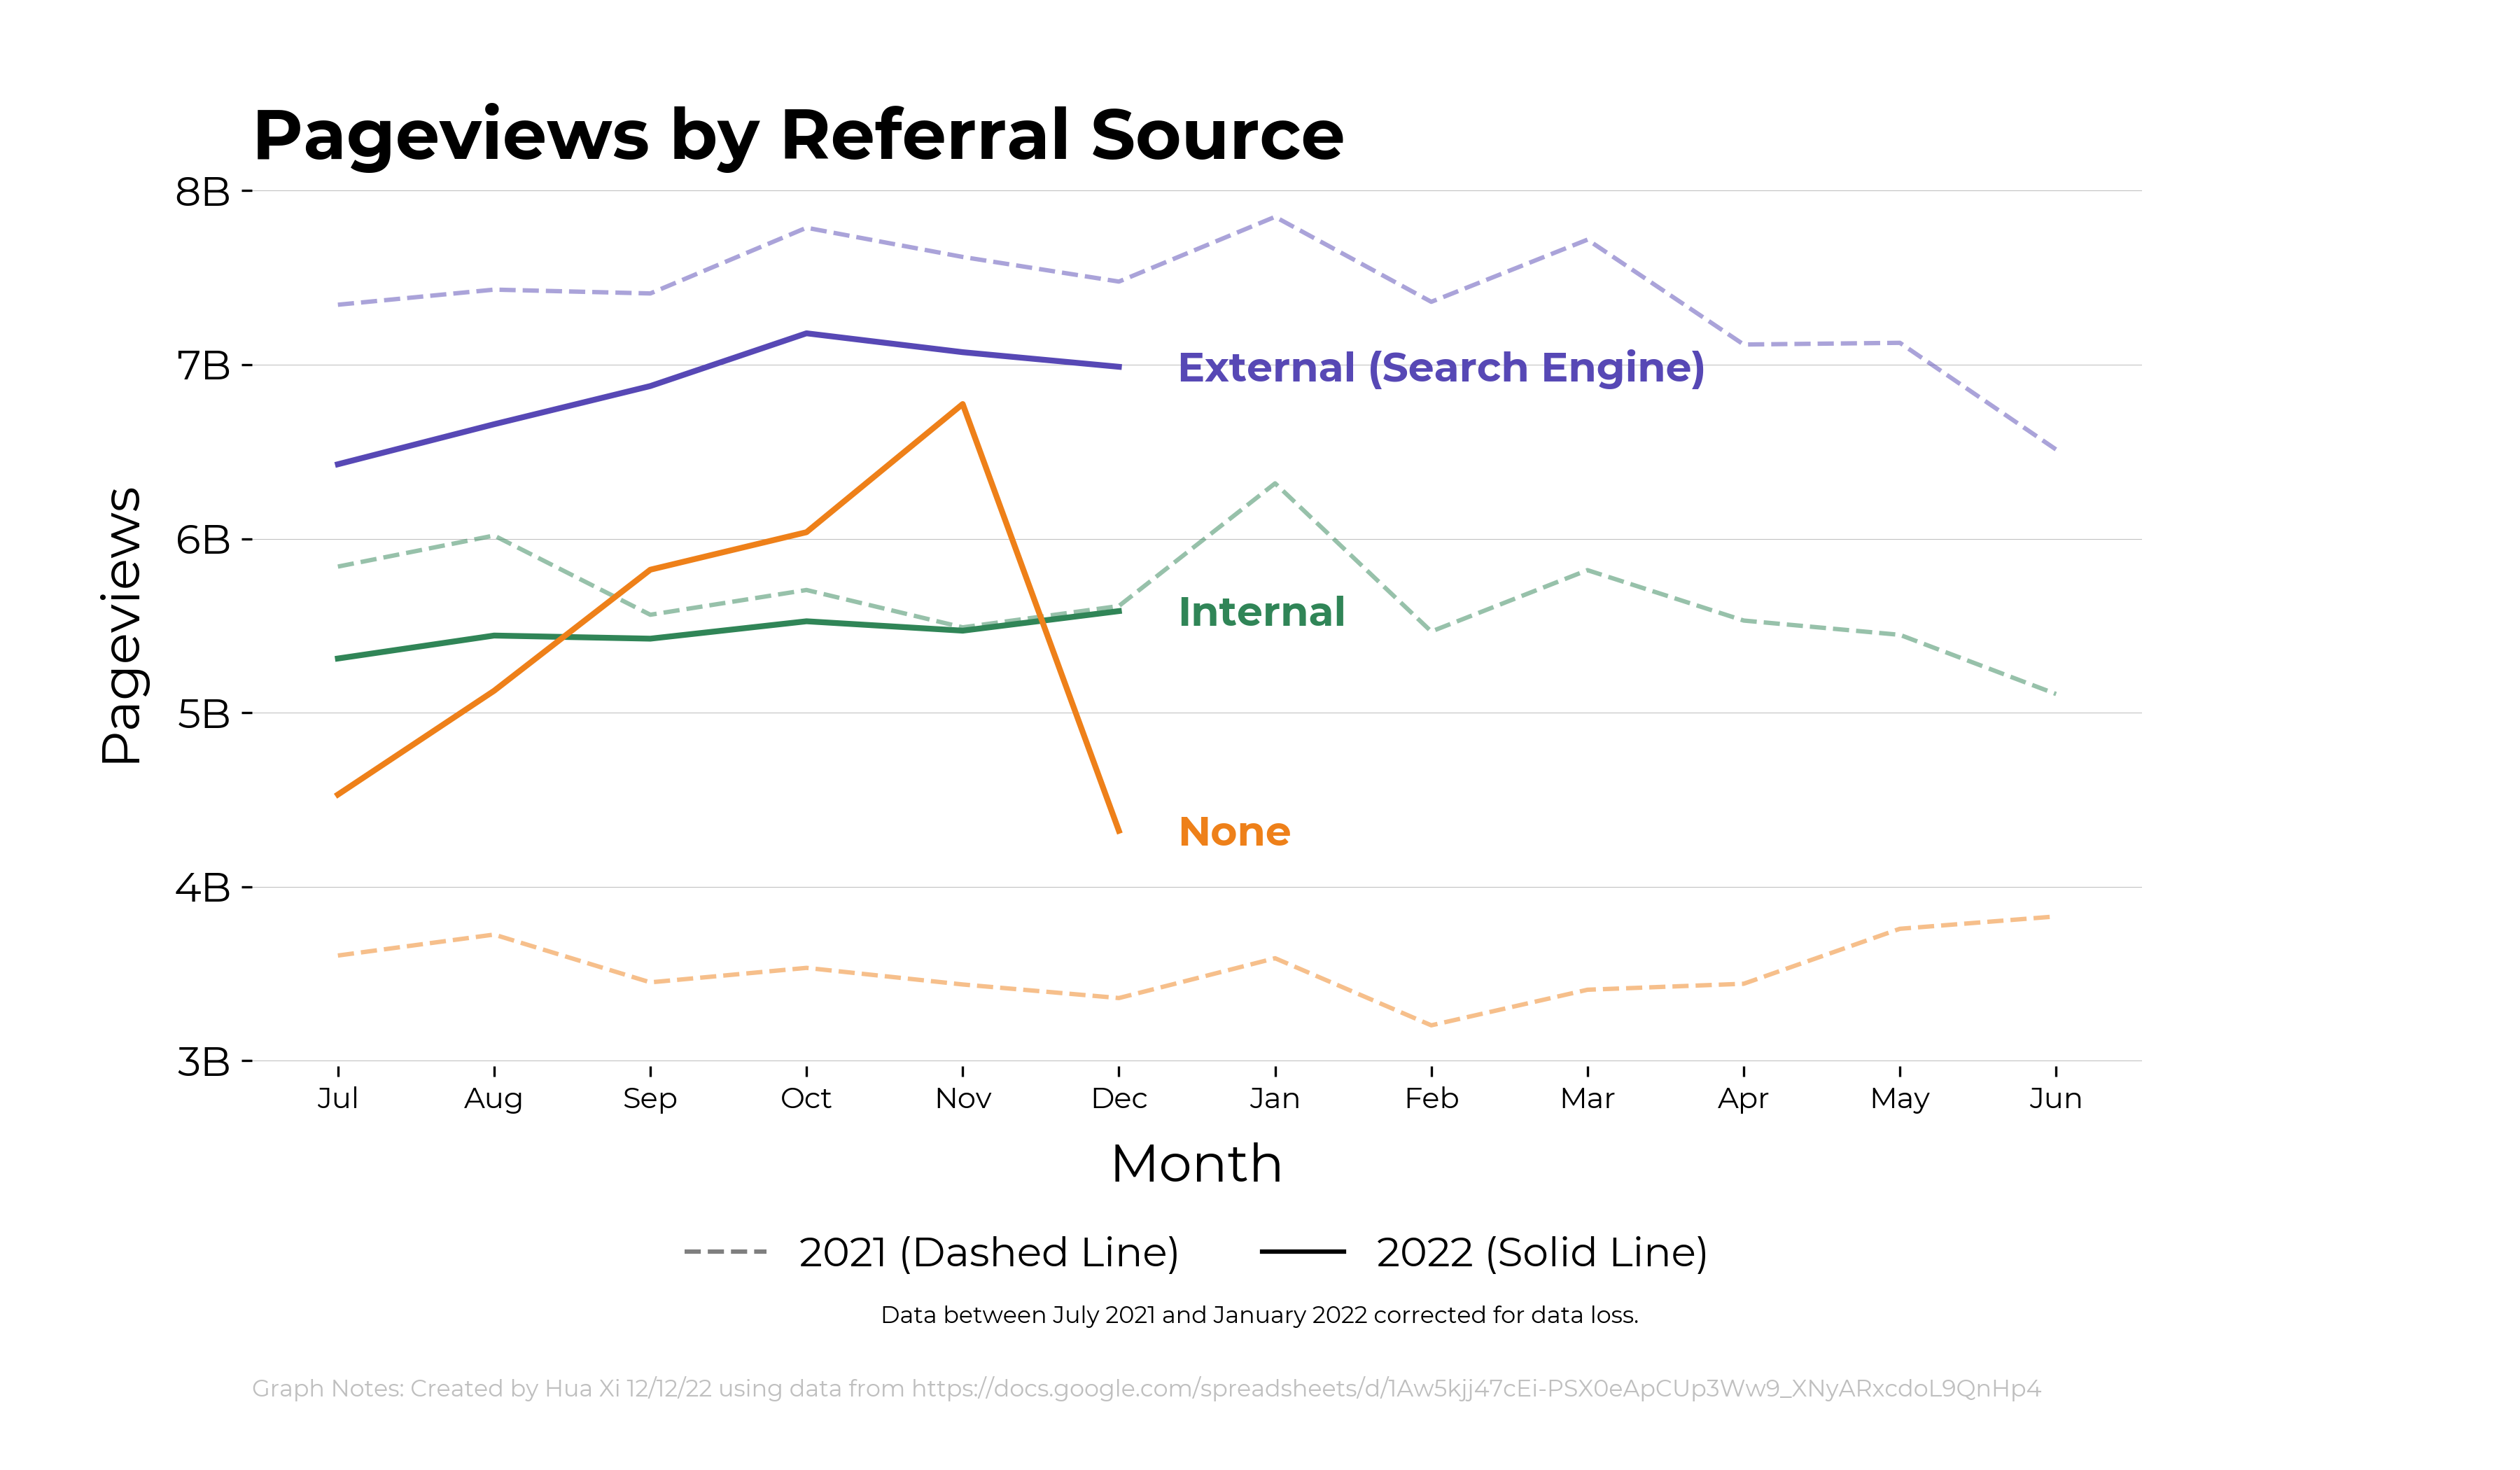 Pageviews by Referral Source
8B
7B
6B
5B
4B
3B
Pageviews
External (Search Engine)
Internal
None
Jul Aug Sep Oct Nov Dec Jan Feb Mar Apr May Jun
Month
2021 (Dashed Line) 2022 (Solid Line)
Data between July 2021 and January 2022 corrected for data loss.
Graph Notes: Created by Hua Xi 12/12/22 using data from https://docs.google.com/spreadsheets/d/1Aw5kjj47cEi-PSX0eApCUp3Ww9_XNyARxcdoL9QnHp4